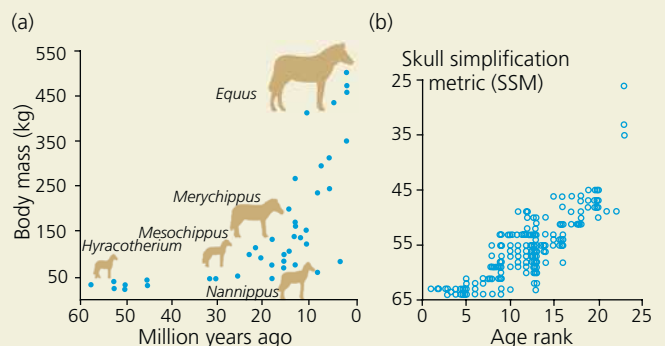 (a)
550
450
350
250
150
50
Body mass (kg)
Equus
Merychippus
Mesochippus
Hyracotherium
Nannippus
60 50 40 30 20 10 0
Million years ago
(b)
Skull simplification
metric (SSM)
25
35
45
55
65
0 5 10 15 20 25
Age rank